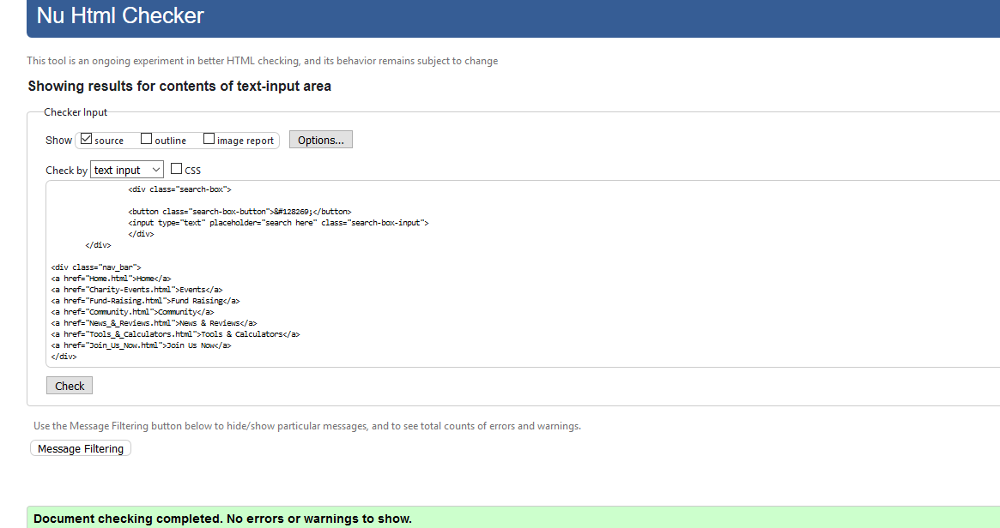 Nu Html Checker
This tool is an ongoing experiment in better HTML checking, and its behavior remains subject to change
Showing results for contents of text-input area
Checker Input
Show source outline image report Options...
Check by text input CSS
<div class="search-box">
<button class="search-box-button">&#128269;</button>
<input type="text" placeholder="search here" class="search-box-input">
</div>
</div>
<div class="nav_bar">
<a href="Home.html">Home</a>
<a href="Charity-Events.html">Events</a>
<a href="Fund-Raising.html">Fund Raising</a>
<a href="Community.html">Community</a>
<a href="News_&_Reviews.html">News & Reviews</a>
<a href="Tools_&_Calculators.html">Tools & Calculators</a>
<a href="Join_Us_Now.html">Join Us Now</a>
</div>
Check
Use the Message Filtering button below to hide/show particular messages, and to see total counts of errors and warnings.
Message Filtering
Document checking completed. No errors or warnings to show.